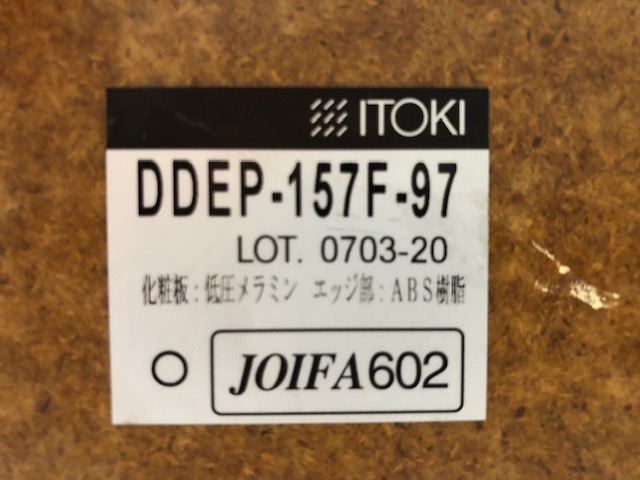 ITOKI
DDEP-157F-97
LOT. 0703-20
化粧板：低圧メラミン エッジ部：ABS樹脂
○ JOIFA602